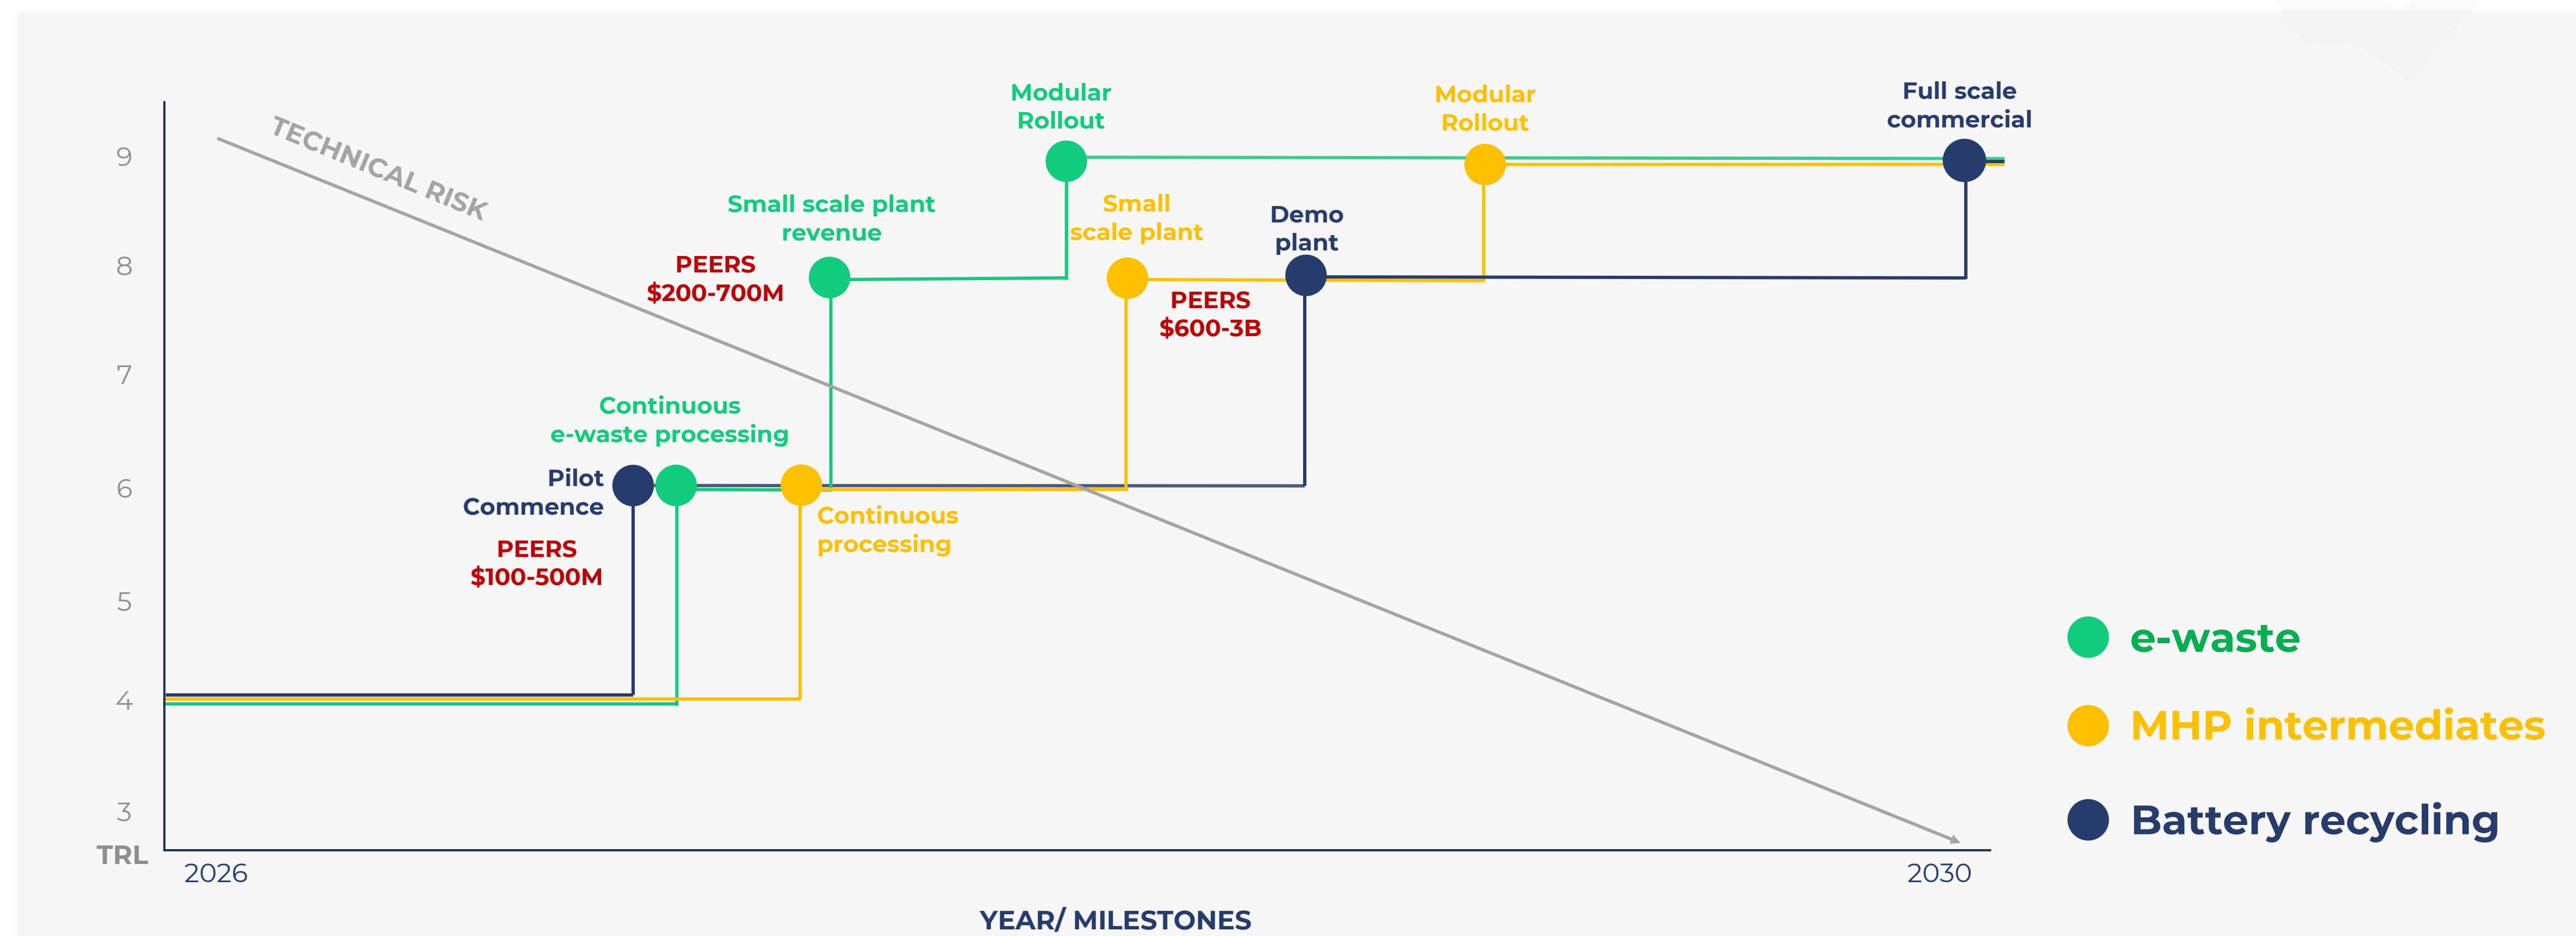 TECHNICAL RISK
Modular
Rollout
Modular
Rollout
Full scale
commercial
Small scale plant
revenue
Small
scale plant
Demo
plant
PEERS
$200-700M
PEERS
$600-3B
Continuous
e-waste processing
Pilot
Commence
Continuous
processing
PEERS
$100-500M
9
8
7
6
5
4
3
TRL
2026
2030
YEAR/ MILESTONES
e-waste
MHP intermediates
Battery recycling